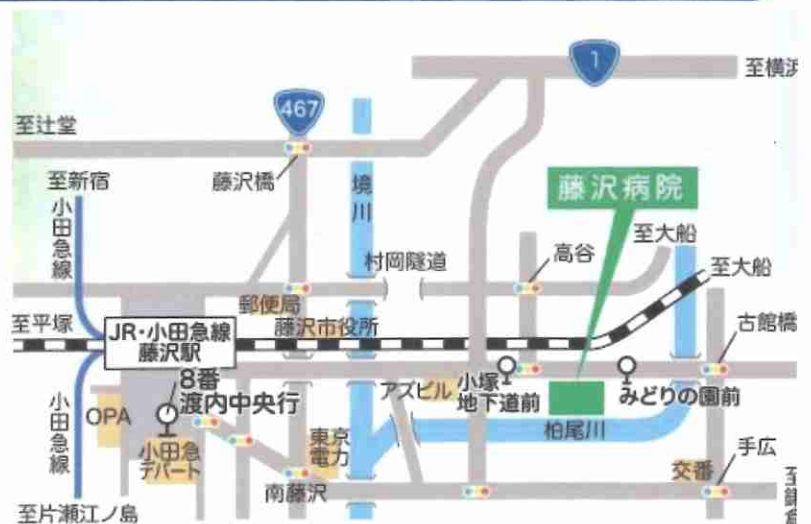 1
至横浜
467
至辻堂
藤沢橋
至新宿
小田急線
境川
藤沢病院
至大船
高谷
村岡隧道
至大船
郵便局
至平塚
JR・小田急線
藤沢駅
藤沢市役所
古館橋
8番
渡内中央行
アズビル
小塚
地下道前
みどりの園前
OPA
小田急線
小田急
デパート
東京
電力
柏尾川
手広
交番
南藤沢
至鎌倉
至片瀬江ノ島